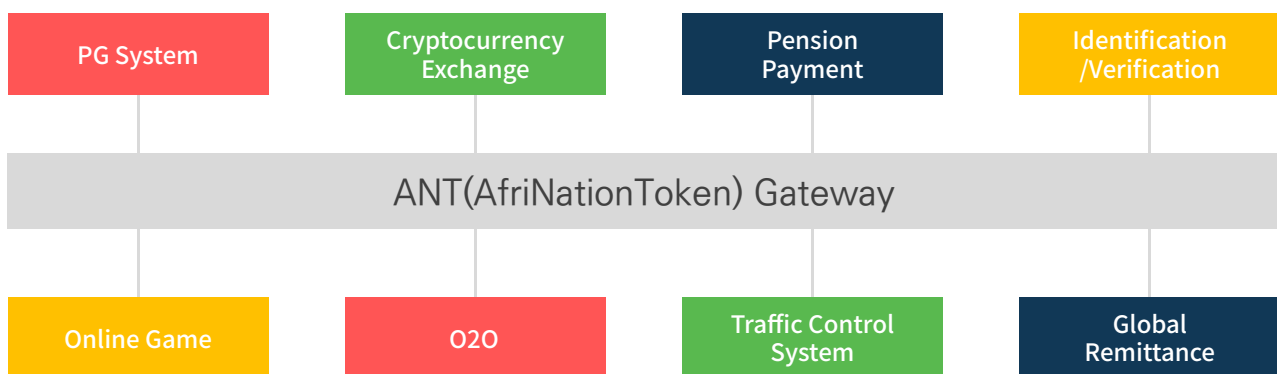 PG System
Cryptocurrency
Exchange
Pension
Payment
Identification
/Verification
ANT(AfriNationToken) Gateway
Online Game
O2O
Traffic Control
System
Global
Remittance